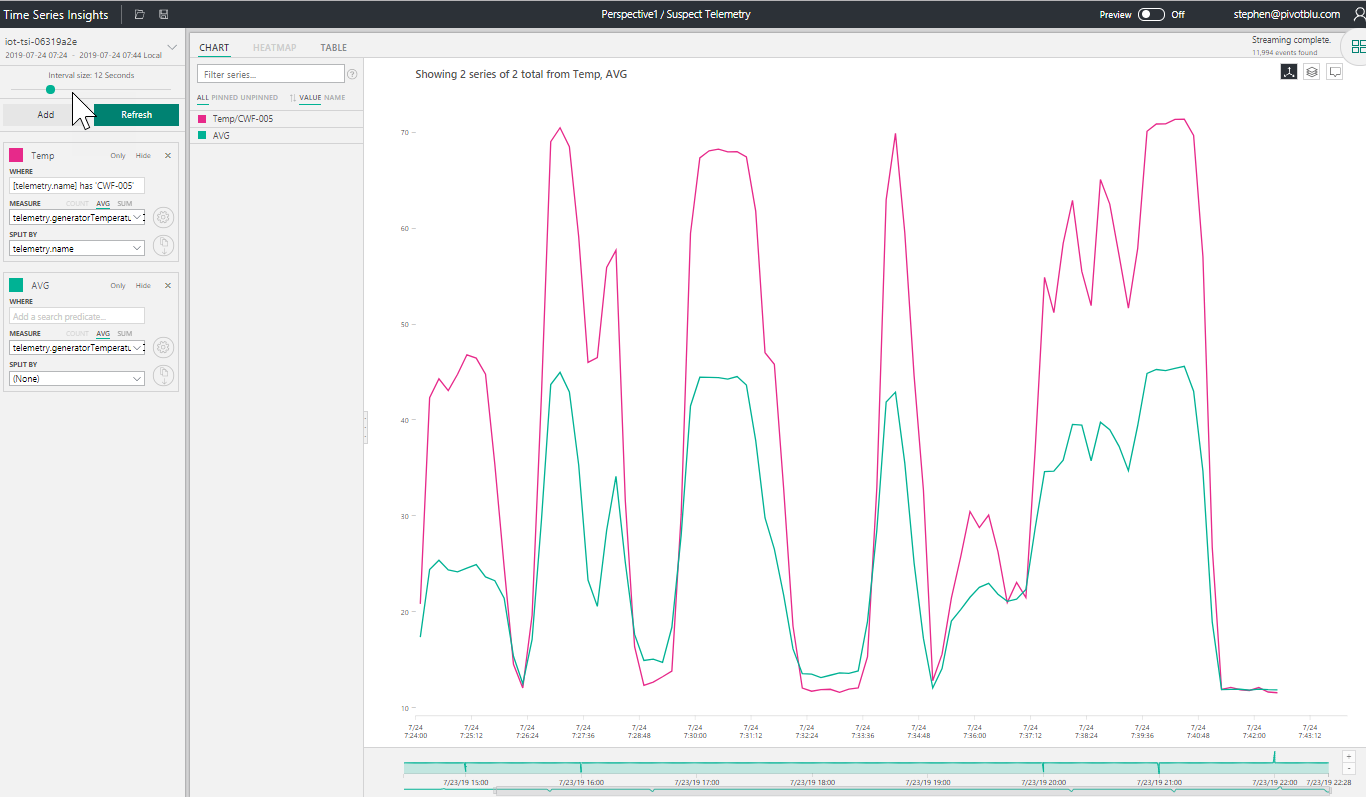 Time Series Insights
Perspective1 / Suspect Telemetry
Preview Off
stephen@pivotblu.com
iot-tsi-06319a2e
2019-07-24 07:24 - 2019-07-24 07:44 Local
Interval size: 12 Seconds
Add Refresh
Temp Only Hide ×
WHERE
[telemetry.name] has 'CWF-005'
MEASURE COUNT AVG SUM
telemetry.generatorTemperatu
SPLIT BY
telemetry.name
AVG Only Hide ×
WHERE
Add a search predicate...
MEASURE COUNT AVG SUM
telemetry.generatorTemperatu
SPLIT BY
(None)
CHART HEATMAP TABLE
Streaming complete.
11,994 events found
Filter series... ?
ALL PINNED UNPINNED VALUE NAME
Temp/CWF-005
AVG
Showing 2 series of 2 total from Temp, AVG
70
60
50
40
30
20
10
7/24 7/24 7/24 7/24 7/24 7/24 7/24 7/24 7/24 7/24 7/24 7/24 7/24 7/24 7/24 7/24 7/24
7:24:00 7:25:12 7:26:24 7:27:36 7:28:48 7:30:00 7:31:12 7:32:24 7:33:36 7:34:48 7:36:00 7:37:12 7:38:24 7:39:36 7:40:48 7:42:00 7:43:12
+
-
7/23/19 15:00 7/23/19 16:00 7/23/19 17:00 7/23/19 18:00 7/23/19 19:00 7/23/19 20:00 7/23/19 21:00 7/23/19 22:00 7/23/19 22:28